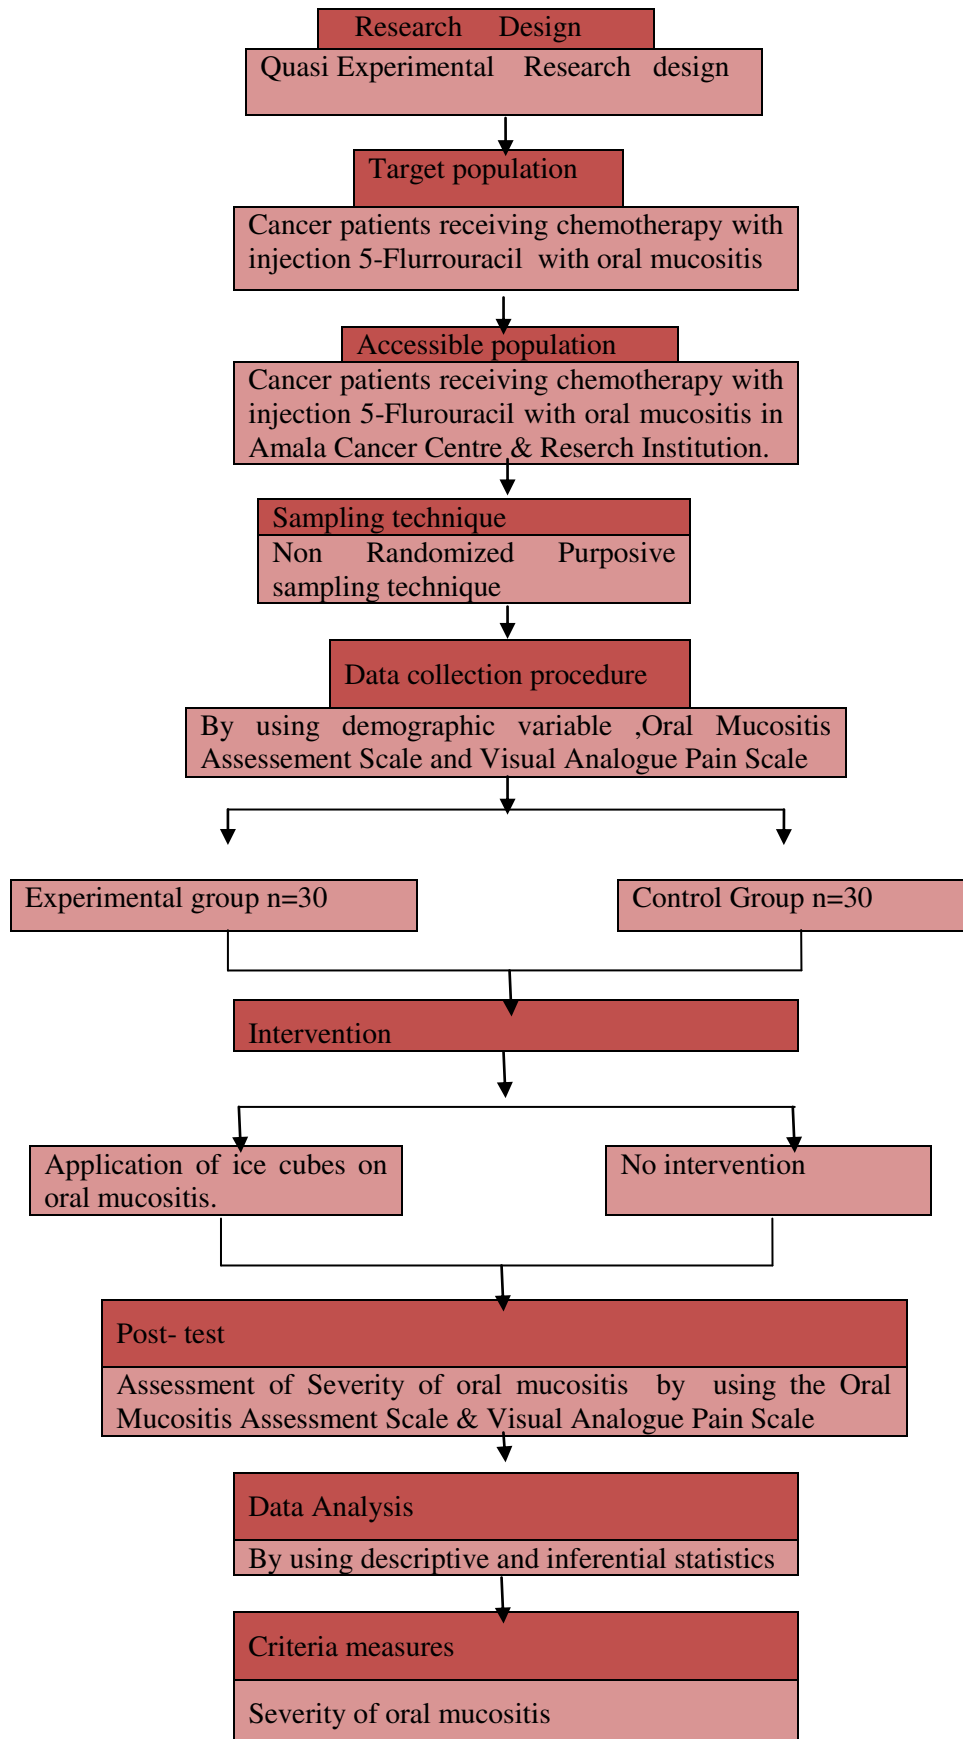 Research Design
Quasi Experimental Research design
Target population
Cancer patients receiving chemotherapy with
injection 5-Flurrouracil with oral mucositis
Accessible population
Cancer patients receiving chemotherapy with
injection 5-Flurouracil with oral mucositis in
Amala Cancer Centre & Reserch Institution.
Sampling technique
Non Randomized Purposive
sampling technique
Data collection procedure
By using demographic variable ,Oral Mucositis
Assessement Scale and Visual Analogue Pain Scale
Experimental group n=30
Control Group n=30
Intervention
Application of ice cubes on
oral mucositis.
No intervention
Post- test
Assessment of Severity of oral mucositis by using the Oral
Mucositis Assessment Scale & Visual Analogue Pain Scale
Data Analysis
By using descriptive and inferential statistics
Criteria measures
Severity of oral mucositis